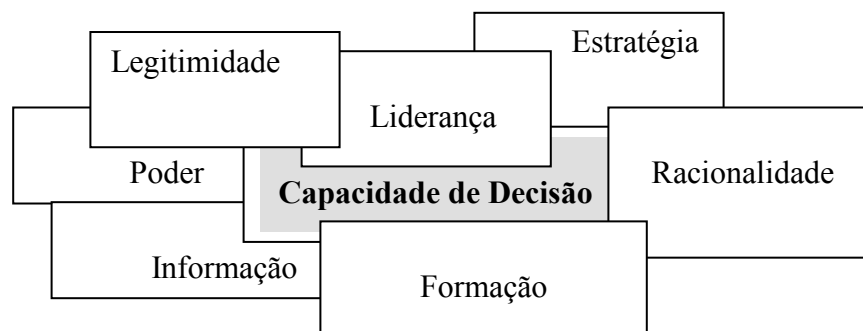 Estratégia
Legitimidade
Liderança
Poder
Racionalidade
Capacidade de Decisão
Informação
Formação